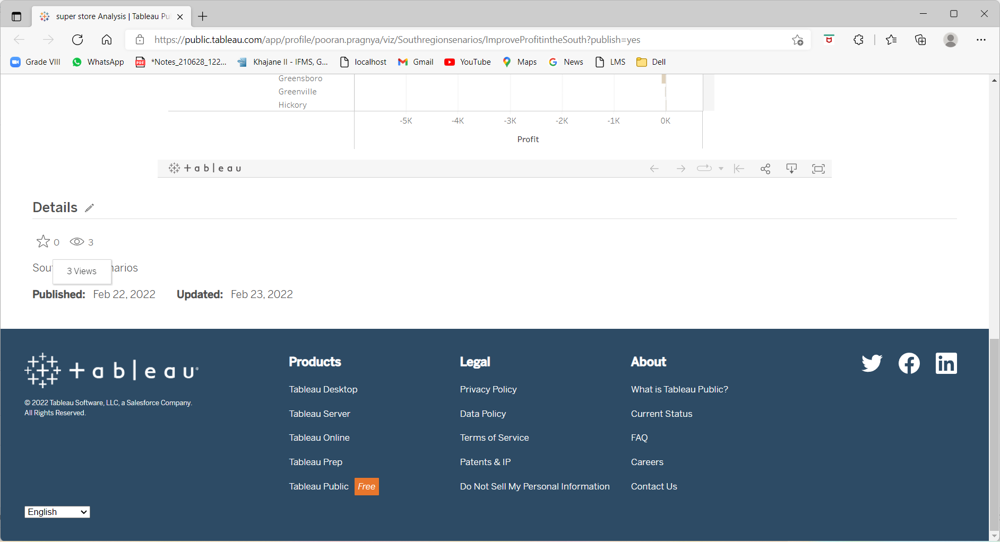 super store Analysis | Tableau Pu
https://public.tableau.com/app/profile/pooran.pragnya/viz/Southregionsenarios/ImproveProfitintheSouth?publish=yes
Grade VIII WhatsApp *Notes_210628_122... Khajane II - IFMS, G... localhost Gmail YouTube Maps News LMS Dell
Greensboro
Greenville
Hickory
-5K -4K -3K -2K -1K 0K
Profit
+ a b | e a u
Details
0 3
Sou narios
3 Views
Published: Feb 22, 2022 Updated: Feb 23, 2022
+ a b | e a u®
© 2022 Tableau Software, LLC, a Salesforce Company.
All Rights Reserved.
Products
Tableau Desktop
Tableau Server
Tableau Online
Tableau Prep
Tableau Public Free
Legal
Privacy Policy
Data Policy
Terms of Service
Patents & IP
Do Not Sell My Personal Information
About
What is Tableau Public?
Current Status
FAQ
Careers
Contact Us
English